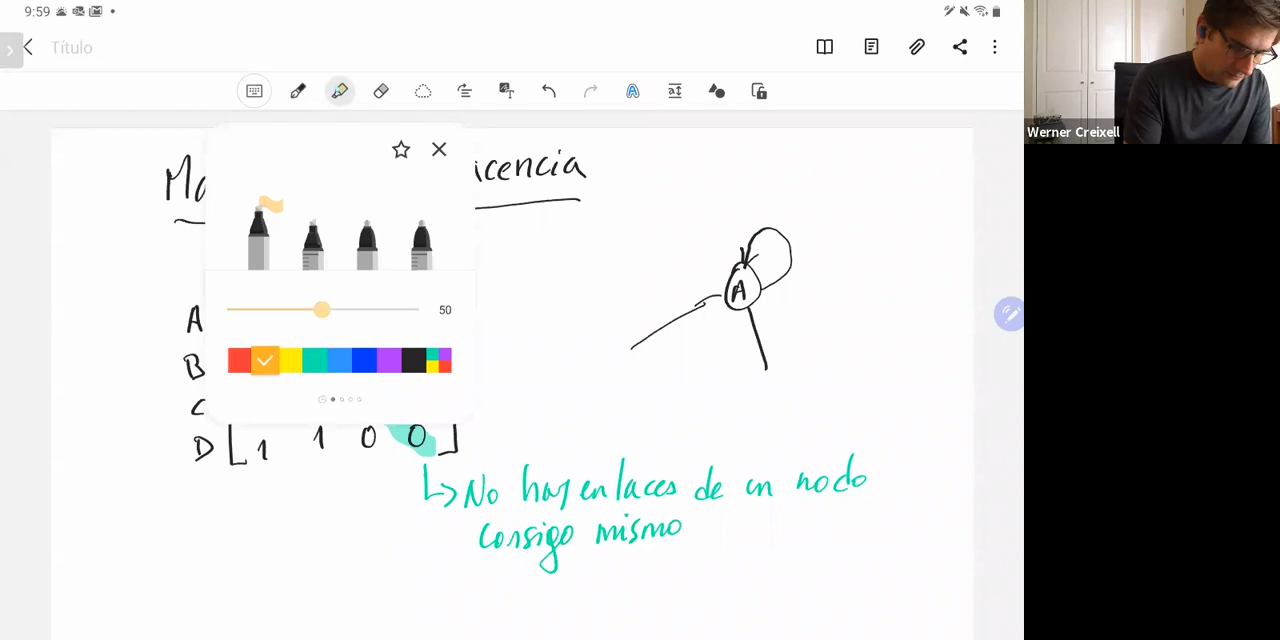 9:59
Título
Ma icencia
50
A
B
C
D [ 1 1 0 0 ]
A
↳ No hay enlaces de un nodo
consigo mismo
Werner Creixell